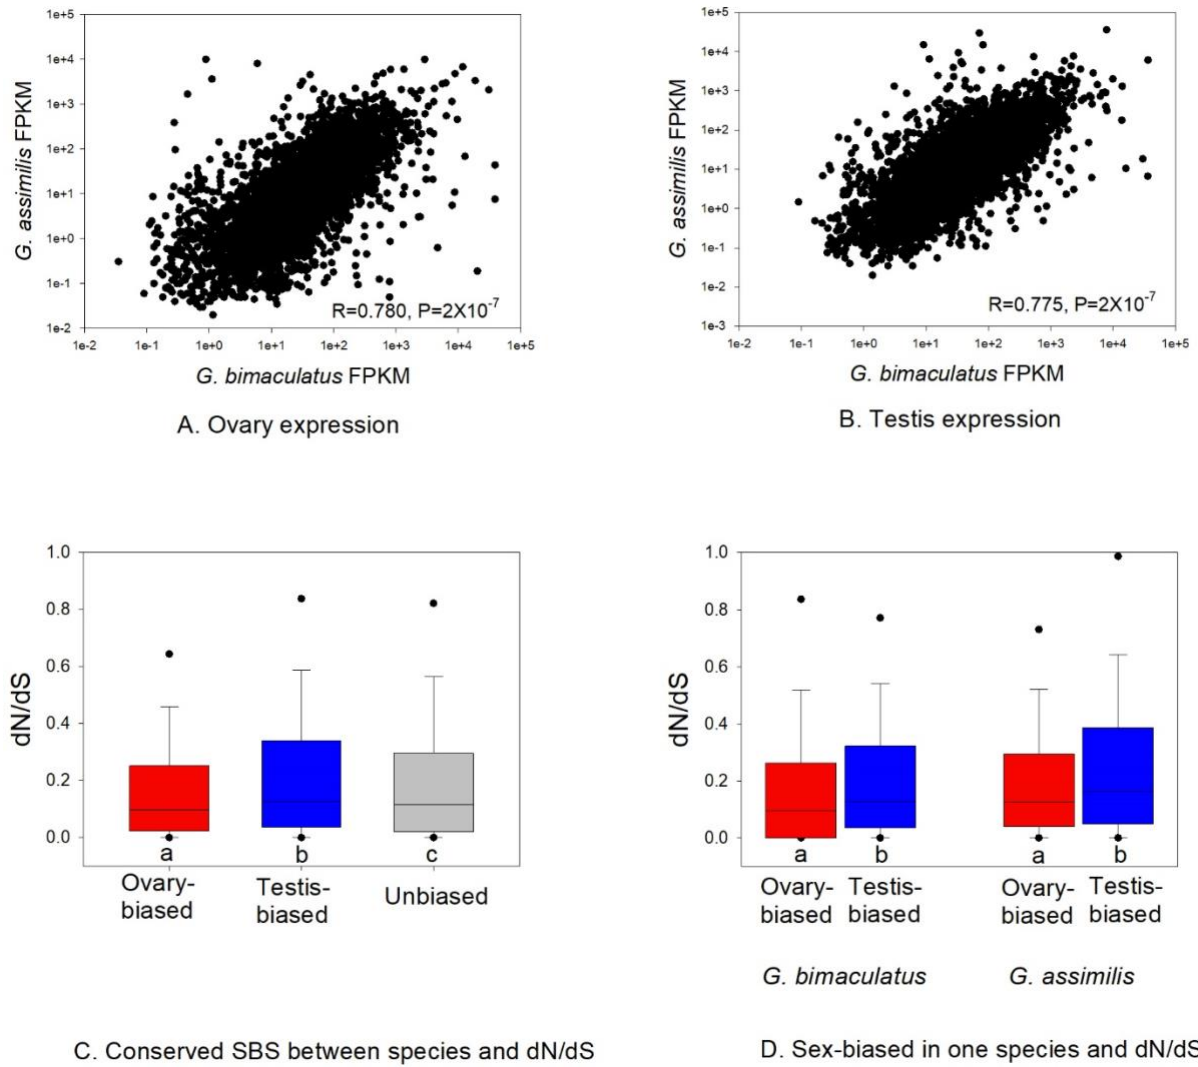 1e+5
1e+4
1e+3
1e+2
1e+1
1e+0
1e-1
1e-2
G. assimilis FPKM
R=0.780, P=2X10⁻⁷
1e-2 1e-1 1e+0 1e+1 1e+2 1e+3 1e+4 1e+5
G. bimaculatus FPKM
A. Ovary expression
1e+5
1e+4
1e+3
1e+2
1e+1
1e+0
1e-1
1e-2
1e-3
G. assimilis FPKM
R=0.775, P=2X10⁻⁷
1e-2 1e-1 1e+0 1e+1 1e+2 1e+3 1e+4 1e+5
G. bimaculatus FPKM
B. Testis expression
1.0
0.8
0.6
0.4
0.2
0.0
dN/dS
a b c
Ovary-
biased
Testis-
biased
Unbiased
C. Conserved SBS between species and dN/dS
1.0
0.8
0.6
0.4
0.2
0.0
dN/dS
a b a b
Ovary-
biased
Testis-
biased
Ovary-
biased
Testis-
biased
G. bimaculatus G. assimilis
D. Sex-biased in one species and dN/dS